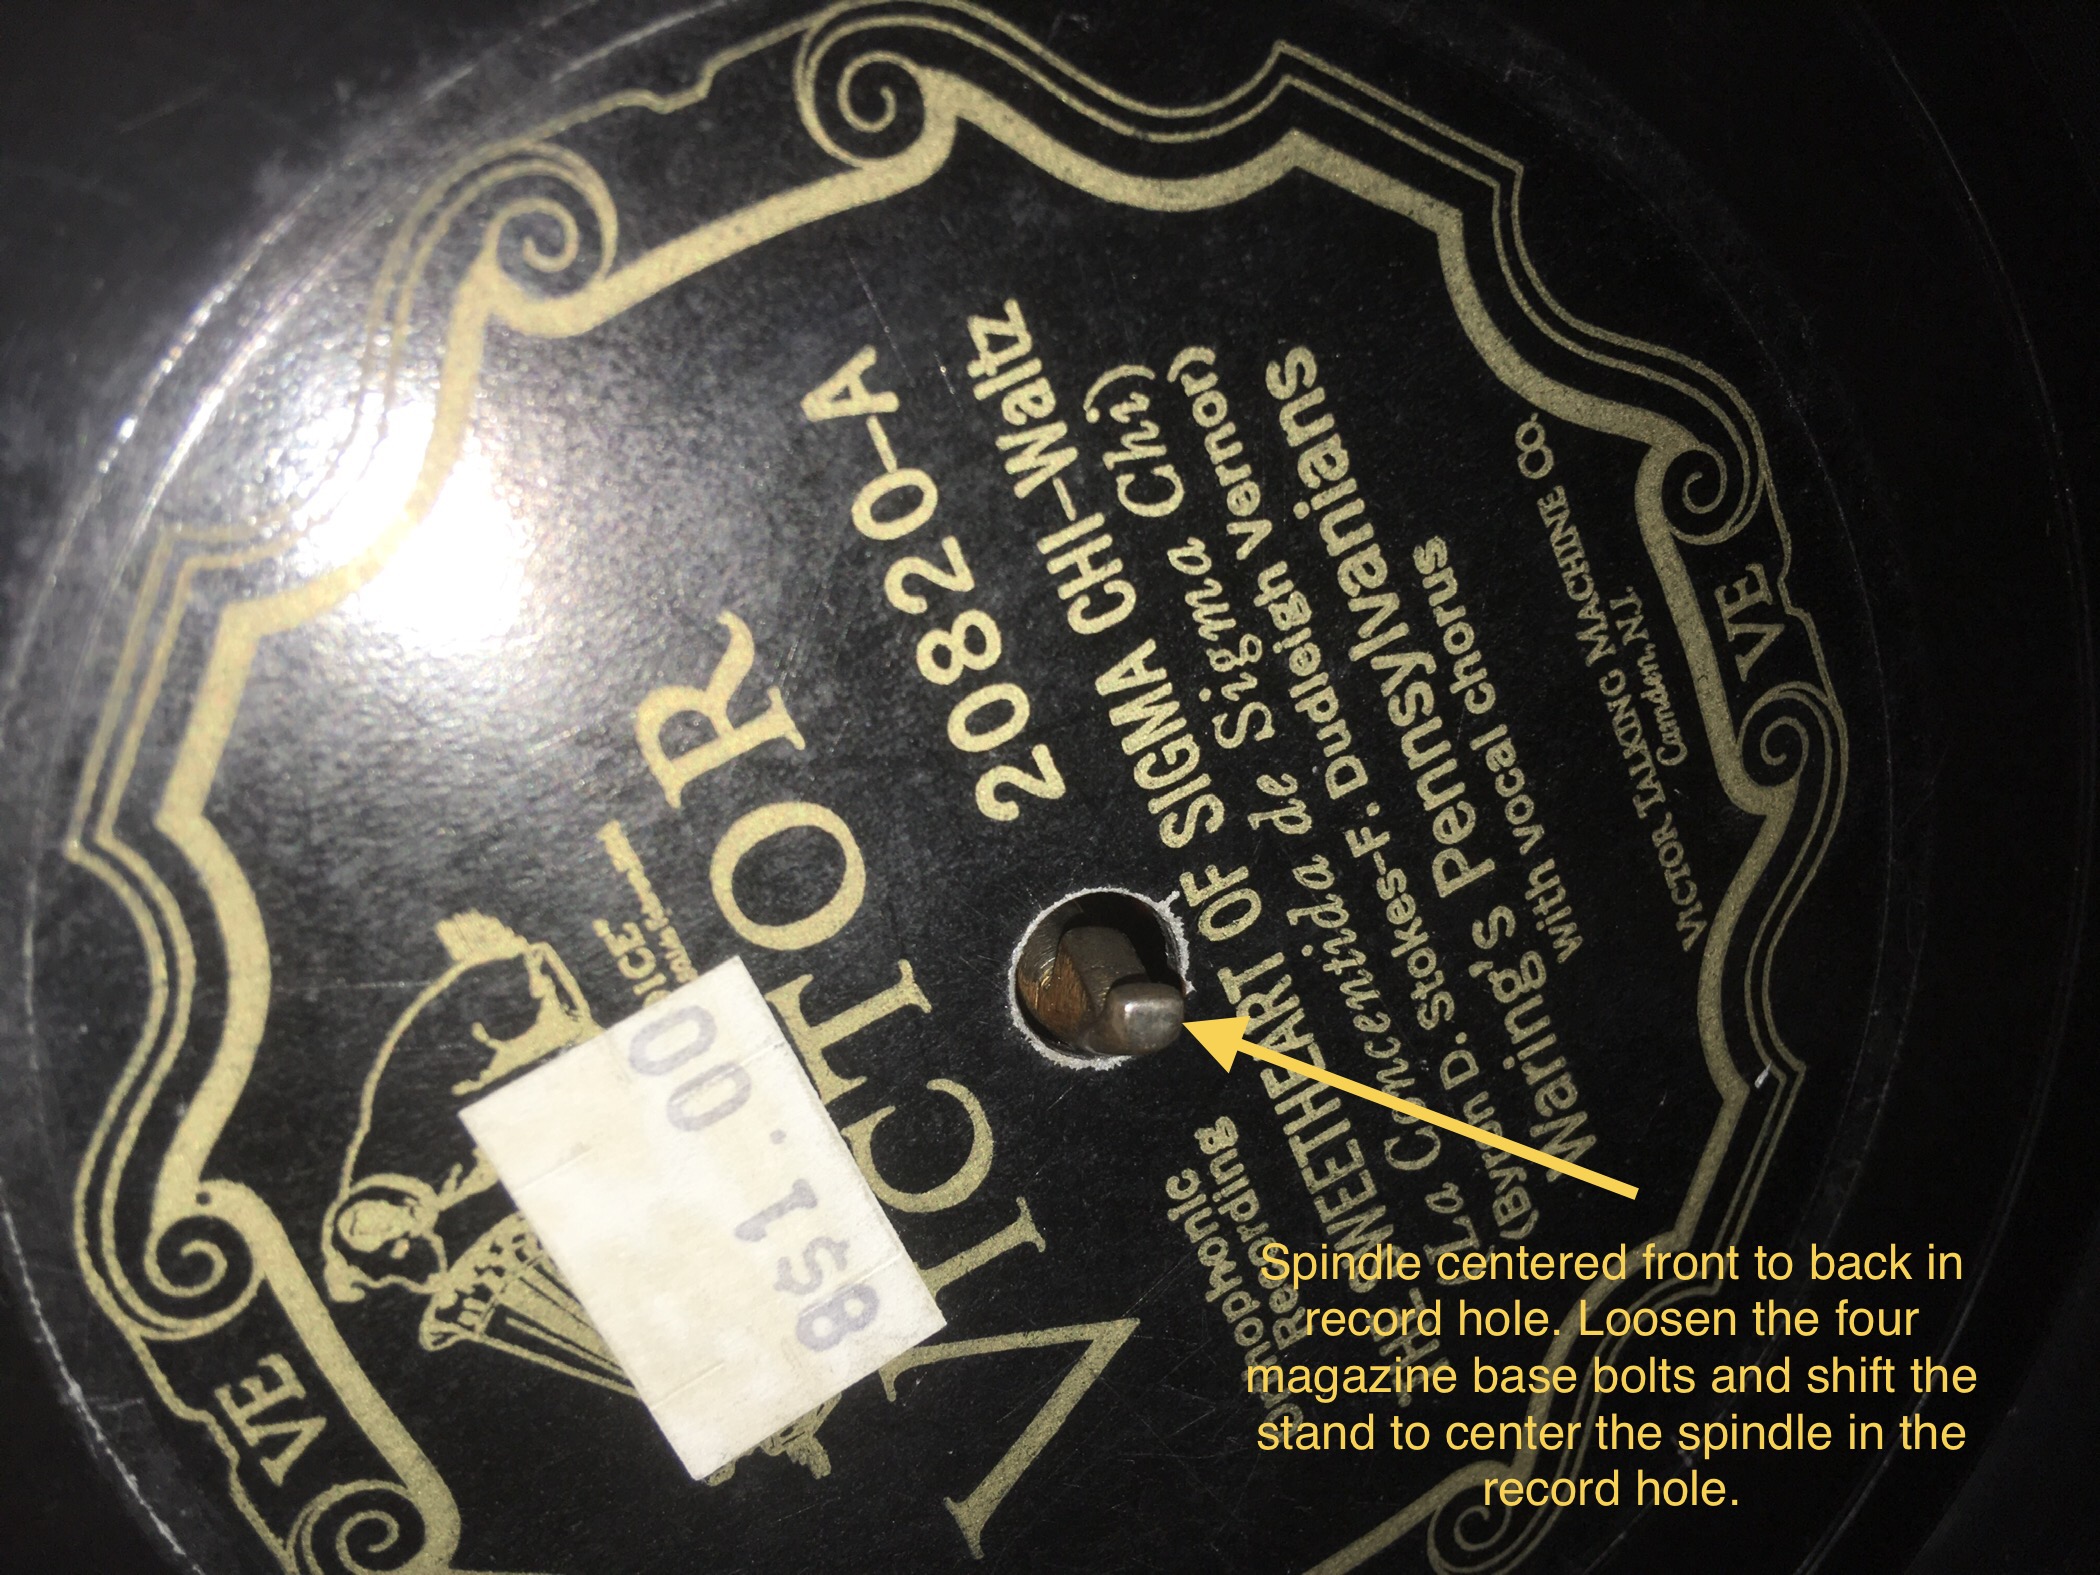 VICTOR
20820-A
THE SWEETHEART OF SIGMA CHI-Waltz
(La Consentida de Sigma Chi)
(Byron D. Stokes-F. Dudleigh Vernor)
Waring's Pennsylvanians
with vocal chorus
Orthophonic
Recording
VICTOR TALKING MACHINE CO.
Camden, N.J.
VE
VE
8$1.00
Spindle centered front to back in
record hole. Loosen the four
magazine base bolts and shift the
stand to center the spindle in the
record hole.